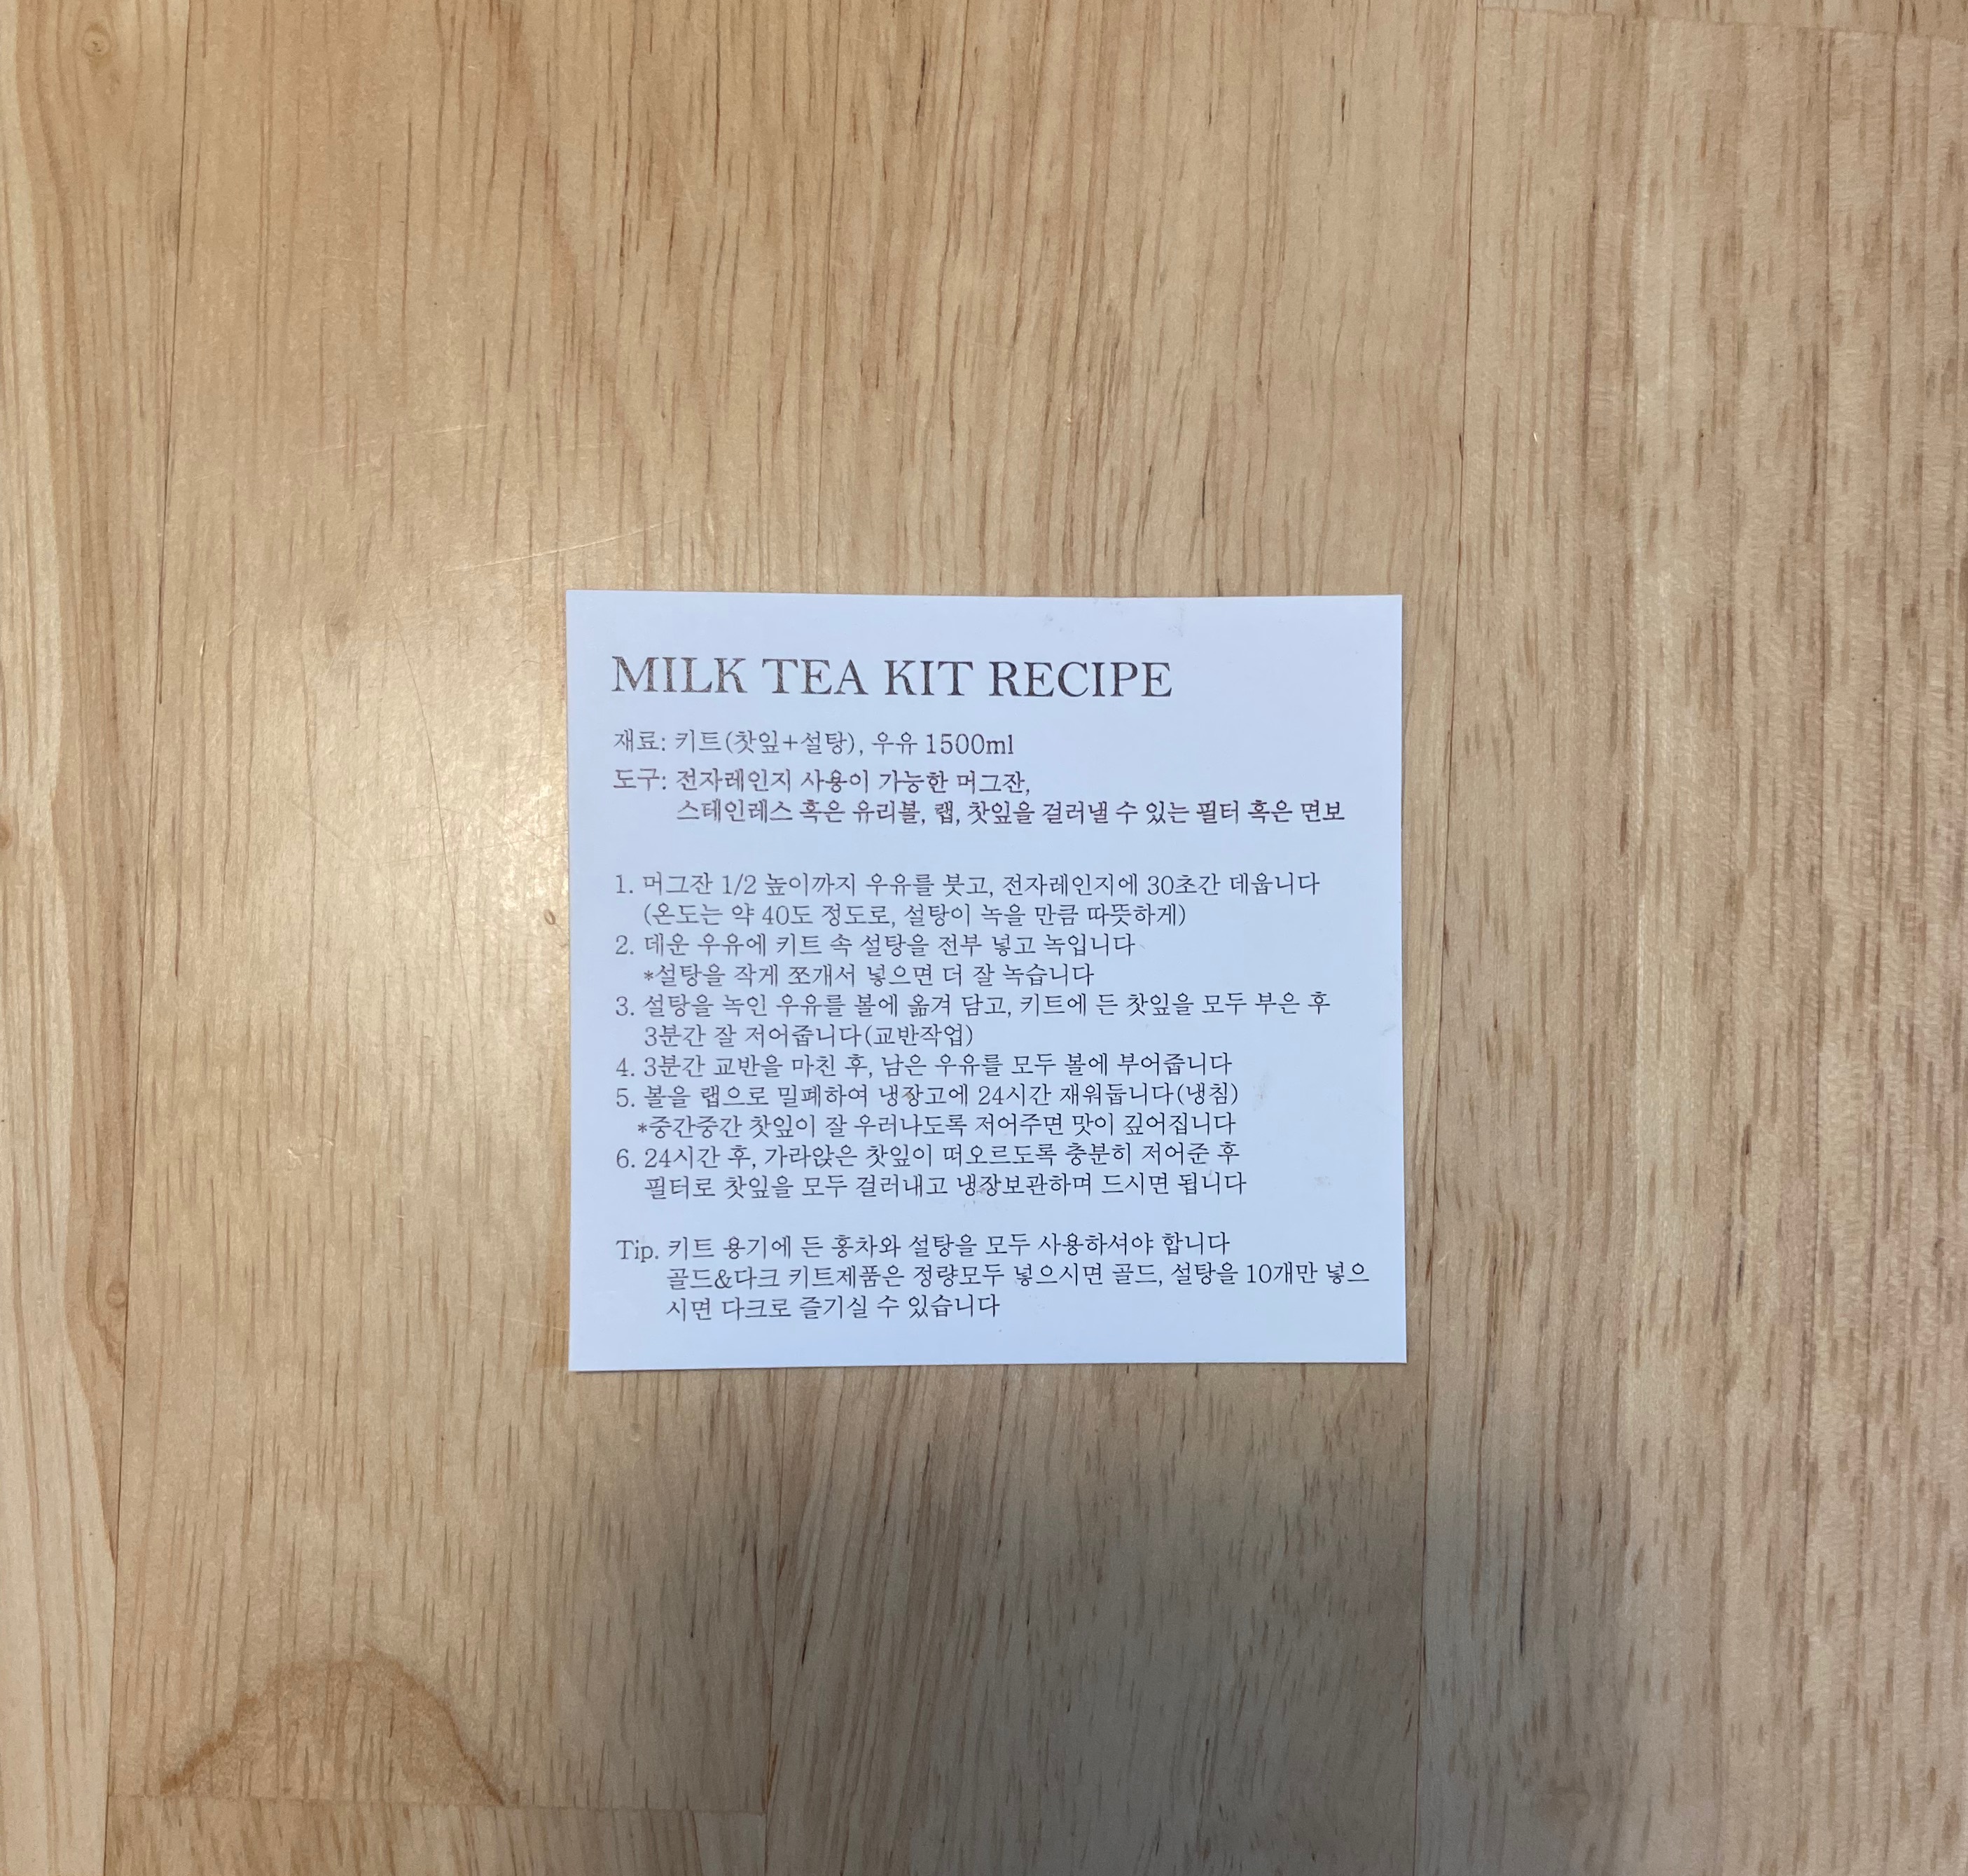 MILK TEA KIT RECIPE
재료: 키트(찻잎+설탕), 우유 1500ml
도구: 전자레인지 사용이 가능한 머그잔,
스테인레스 혹은 유리볼, 랩, 찻잎을 걸러낼 수 있는 필터 혹은 면보
1. 머그잔 1/2 높이까지 우유를 붓고, 전자레인지에 30초간 데웁니다
(온도는 약 40도 정도로, 설탕이 녹을 만큼 따뜻하게)
2. 데운 우유에 키트 속 설탕을 전부 넣고 녹입니다
*설탕을 작게 쪼개서 넣으면 더 잘 녹습니다
3. 설탕을 녹인 우유를 볼에 옮겨 담고, 키트에 든 찻잎을 모두 부은 후
3분간 잘 저어줍니다(교반작업)
4. 3분간 교반을 마친 후, 남은 우유를 모두 볼에 부어줍니다
5. 볼을 랩으로 밀폐하여 냉장고에 24시간 재워둡니다(냉침)
*중간중간 찻잎이 잘 우러나도록 저어주면 맛이 깊어집니다
6. 24시간 후, 가라앉은 찻잎이 떠오르도록 충분히 저어준 후
필터로 찻잎을 모두 걸러내고 냉장보관하며 드시면 됩니다
Tip. 키트 용기에 든 홍차와 설탕을 모두 사용하셔야 합니다
골드&다크 키트제품은 정량모두 넣으시면 골드, 설탕을 10개만 넣으
시면 다크로 즐기실 수 있습니다